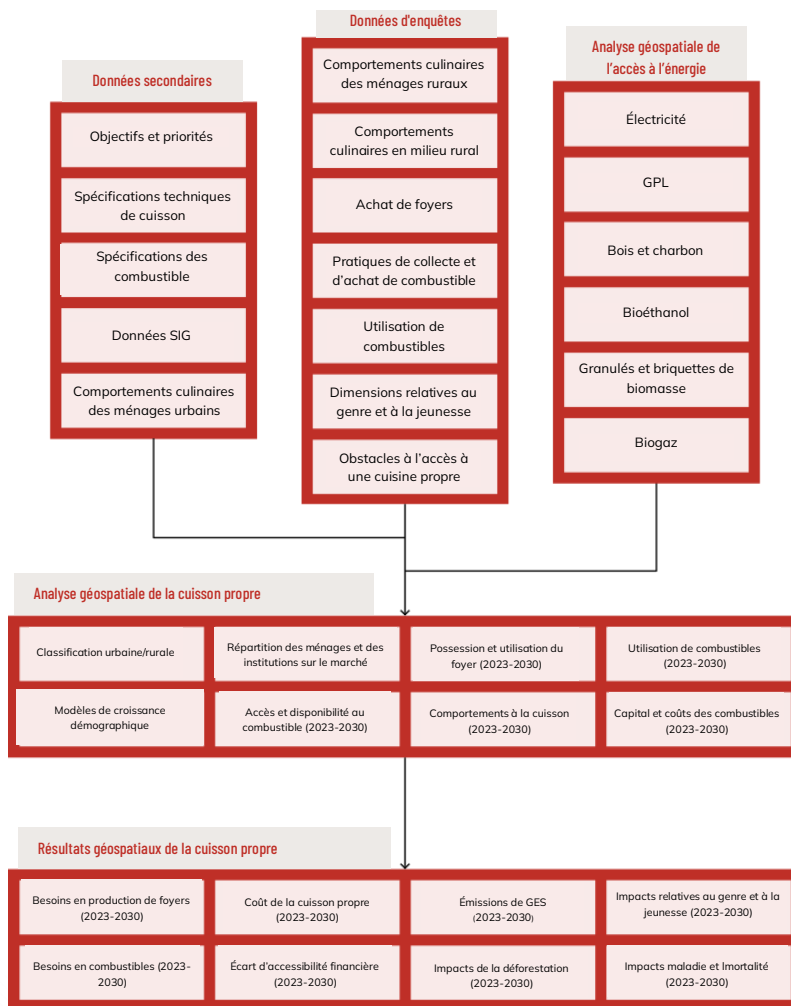 Données secondaires
Objectifs et priorités
Spécifications techniques
de cuisson
Spécifications des
combustible
Données SIG
Comportements culinaires
des ménages urbains
Données d'enquêtes
Comportements culinaires
des ménages ruraux
Comportements
culinaires en milieu rural
Achat de foyers
Pratiques de collecte et
d’achat de combustible
Utilisation de
combustibles
Dimensions relatives au
genre et à la jeunesse
Obstacles à l’accès à
une cuisine propre
Analyse géospatiale de
l’accès à l’énergie
Électricité
GPL
Bois et charbon
Bioéthanol
Granulés et briquettes de
biomasse
Biogaz
Analyse géospatiale de la cuisson propre
Classification urbaine/rurale
Répartition des ménages et des
institutions sur le marché
Possession et utilisation du
foyer (2023-2030)
Utilisation de combustibles
(2023-2030)
Modèles de croissance
démographique
Accès et disponibilité au
combustible (2023-2030)
Comportements à la cuisson
(2023-2030)
Capital et coûts des combustibles
(2023-2030)
Résultats géospatiaux de la cuisson propre
Besoins en production de foyers
(2023-2030)
Coût de la cuisson propre
(2023-2030)
Émissions de GES
(2023-2030)
Impacts relatives au genre et à la
jeunesse (2023-2030)
Besoins en combustibles (2023-
2030)
Écart d’accessibilité financière
(2023-2030)
Impacts de la déforestation
(2023-2030)
Impacts maladie et lmortalité
(2023-2030)